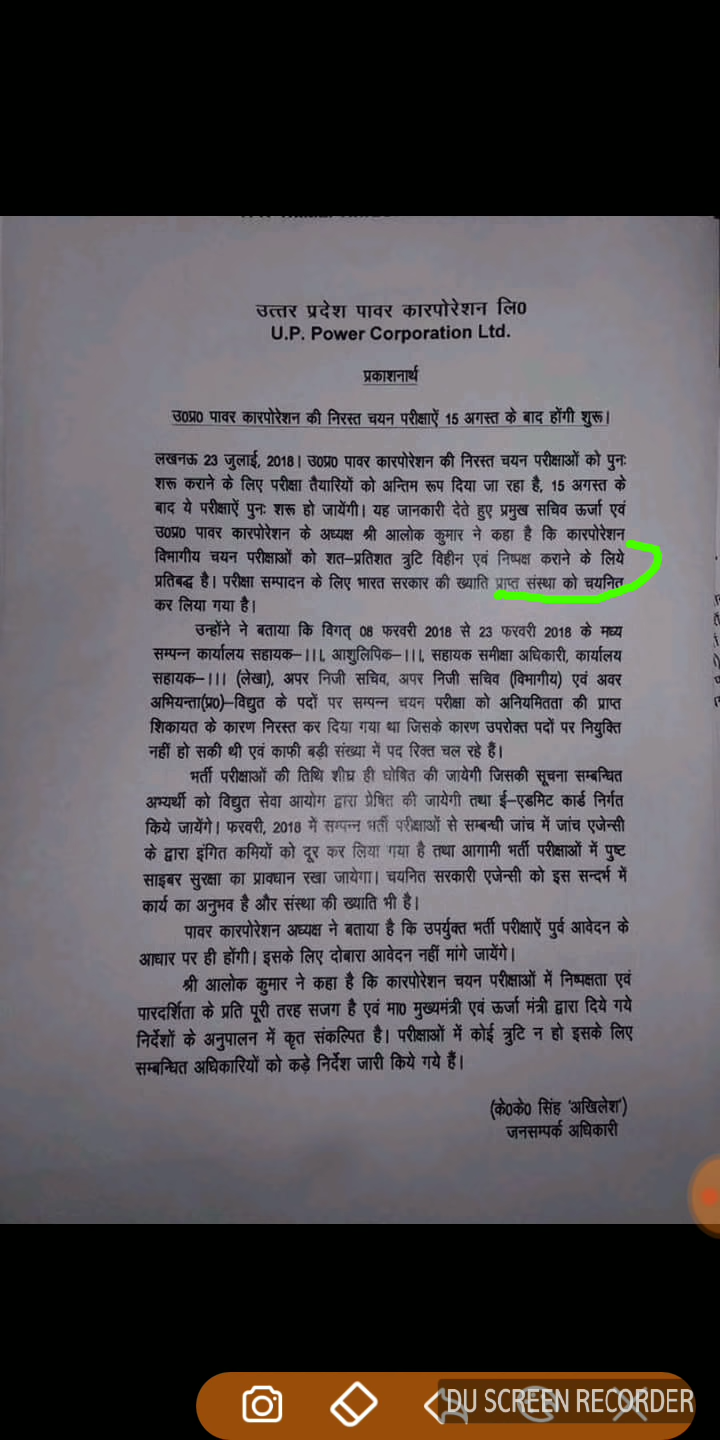 उत्तर प्रदेश पावर कारपोरेशन लि0
U.P. Power Corporation Ltd.
प्रकाशनार्थ
उ0प्र0 पावर कारपोरेशन की निरस्त चयन परीक्षाऐं 15 अगस्त के बाद होंगी शुरू।
लखनऊ 23 जुलाई, 2018। उ0प्र0 पावर कारपोरेशन की निरस्त चयन परीक्षाओं को पुनः
शरू कराने के लिए परीक्षा तैयारियों को अन्तिम रूप दिया जा रहा है, 15 अगस्त के
बाद ये परीक्षाऐं पुनः शरू हो जायेंगी। यह जानकारी देते हुए प्रमुख सचिव ऊर्जा एवं
उ0प्र0 पावर कारपोरेशन के अध्यक्ष श्री आलोक कुमार ने कहा है कि कारपोरेशन
विभागीय चयन परीक्षाओं को शत-प्रतिशत त्रुटि विहीन एवं निष्पक्ष कराने के लिये
प्रतिबद्ध है। परीक्षा सम्पादन के लिए भारत सरकार की ख्याति प्राप्त संस्था को चयनित
कर लिया गया है।
उन्होंने ने बताया कि विगत् 08 फरवरी 2018 से 23 फरवरी 2018 के मध्य
सम्पन्न कार्यालय सहायक-।।।, आशुलिपिक-।।।, सहायक समीक्षा अधिकारी, कार्यालय
सहायक-।।। (लेखा), अपर निजी सचिव, अपर निजी सचिव (विभागीय) एवं अवर
अभियन्ता(प्र0)-विद्युत के पदों पर सम्पन्न चयन परीक्षा को अनियमितता की प्राप्त
शिकायत के कारण निरस्त कर दिया गया था जिसके कारण उपरोक्त पदों पर नियुक्ति
नहीं हो सकी थी एवं काफी बड़ी संख्या में पद रिक्त चल रहे हैं।
भर्ती परीक्षाओं की तिथि शीघ्र ही घोषित की जायेगी जिसकी सूचना सम्बन्धित
अभ्यर्थी को विद्युत सेवा आयोग द्वारा प्रेषित की जायेगी तथा ई-एडमिट कार्ड निर्गत
किये जायेंगे। फरवरी, 2018 में सम्पन्न भर्ती परीक्षाओं से सम्बन्धी जांच में जांच एजेन्सी
के द्वारा इंगित कमियों को दूर कर लिया गया है तथा आगामी भर्ती परीक्षाओं में पुष्ट
साइबर सुरक्षा का प्रावधान रखा जायेगा। चयनित सरकारी एजेन्सी को इस सन्दर्भ में
कार्य का अनुभव है और संस्था की ख्याति भी है।
पावर कारपोरेशन अध्यक्ष ने बताया है कि उपर्युक्त भर्ती परीक्षाऐं पुर्व आवेदन के
आधार पर ही होंगी। इसके लिए दोबारा आवेदन नहीं मांगे जायेंगे।
श्री आलोक कुमार ने कहा है कि कारपोरेशन चयन परीक्षाओं में निष्पक्षता एवं
पारदर्शिता के प्रति पूरी तरह सजग है एवं मा0 मुख्यमंत्री एवं ऊर्जा मंत्री द्वारा दिये गये
निर्देशों के अनुपालन में कृत संकल्पित है। परीक्षाओं में कोई त्रुटि न हो इसके लिए
सम्बन्धित अधिकारियों को कड़े निर्देश जारी किये गये हैं।
(के0के0 सिंह 'अखिलेश')
जनसम्पर्क अधिकारी
DU SCREEN RECORDER